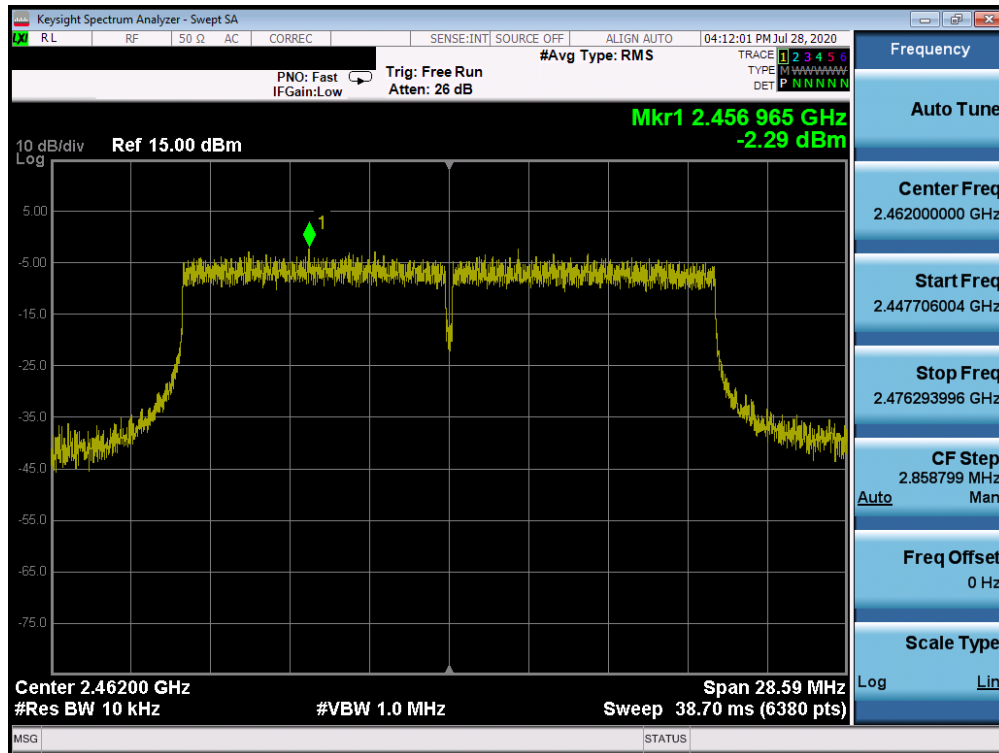 Keysight Spectrum Analyzer - Swept SA
LXI RL RF 50 Ω AC CORREC SENSE:INT SOURCE OFF ALIGN AUTO 04:12:01 PM Jul 28, 2020
#Avg Type: RMS
TRACE 1 2 3 4 5 6
PNO: Fast Trig: Free Run
TYPE M WWWWW
IFGain:Low Atten: 26 dB
DET P N N N N N
Mkr1 2.456 965 GHz
-2.29 dBm
10 dB/div Ref 15.00 dBm
Log
1
5.00
-5.00
-15.0
-25.0
-35.0
-45.0
-55.0
-65.0
-75.0
Center 2.46200 GHz Span 28.59 MHz
#Res BW 10 kHz #VBW 1.0 MHz Sweep 38.70 ms (6380 pts)
MSG STATUS
Frequency
Auto Tune
Center Freq
2.462000000 GHz
Start Freq
2.447706004 GHz
Stop Freq
2.476293996 GHz
CF Step
2.858799 MHz
Auto Man
Freq Offset
0 Hz
Scale Type
Log Lin